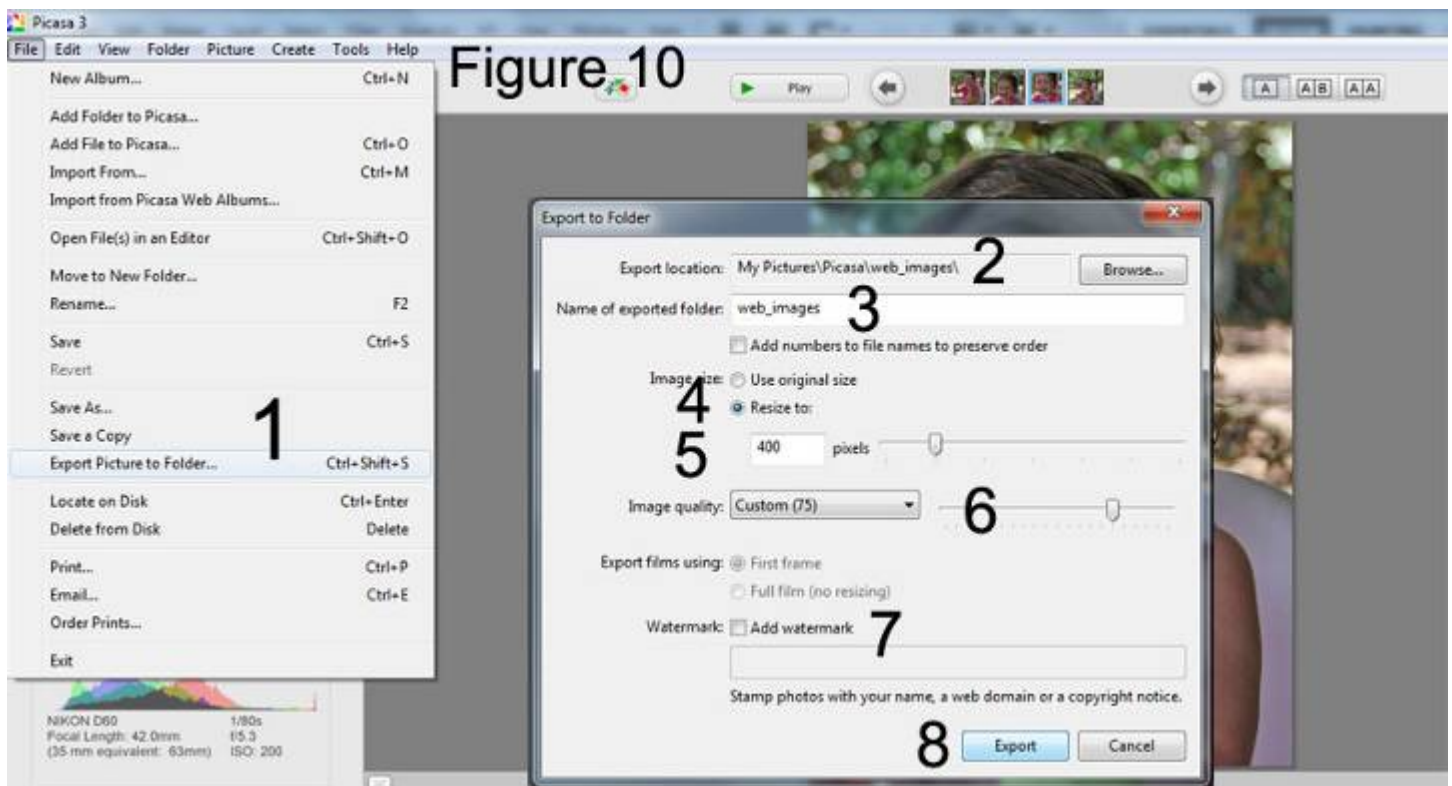 Picasa 3
File Edit View Folder Picture Create Tools Help
Figure 10
Play
A AB AA
New Album... Ctrl+N
Add Folder to Picasa...
Add File to Picasa... Ctrl+O
Import From... Ctrl+M
Import from Picasa Web Albums...
Open File(s) in an Editor Ctrl+Shift+O
Move to New Folder...
Rename... F2
Save Ctrl+S
Revert
Save As...
Save a Copy
1
Export Picture to Folder... Ctrl+Shift+S
Locate on Disk Ctrl+Enter
Delete from Disk Delete
Print... Ctrl+P
Email... Ctrl+E
Order Prints...
Exit
NIKON D60 1/80s
Focal Length: 42.0mm f/5.3
(35 mm equivalent: 63mm) ISO: 200
Export to Folder
Export location: My Pictures\Picasa\web_images\ 2 Browse...
Name of exported folder: web_images 3
Add numbers to file names to preserve order
Image size: Use original size
4 Resize to:
5 400 pixels
Image quality: Custom (75) 6
Export films using: First frame
Full film (no resizing)
Watermark: Add watermark 7
Stamp photos with your name, a web domain or a copyright notice.
8 Export Cancel